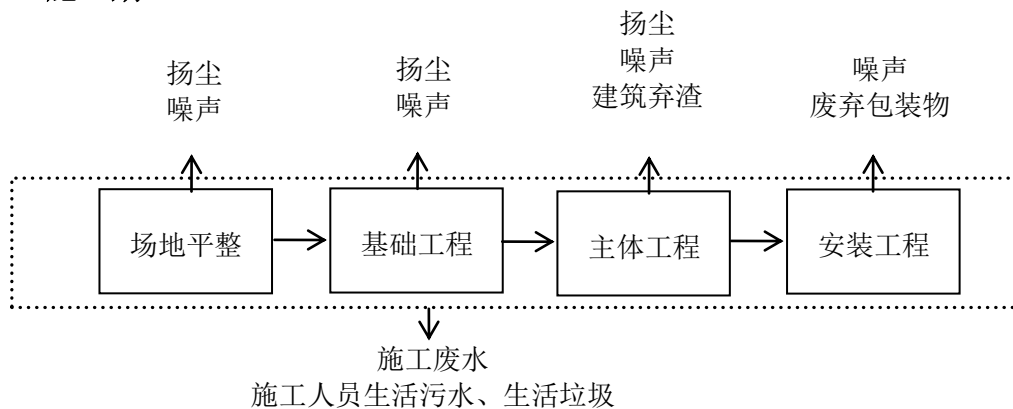 扬尘
噪声
扬尘
噪声
扬尘
噪声
建筑弃渣
噪声
废弃包装物
场地平整
基础工程
主体工程
安装工程
施工废水
施工人员生活污水、生活垃圾